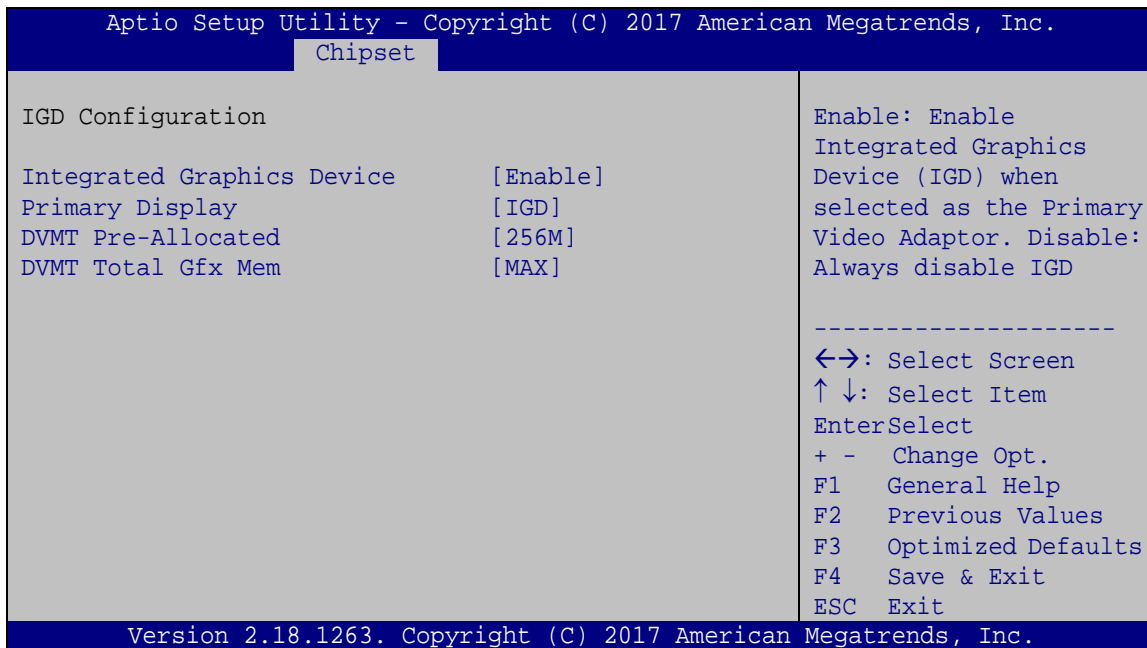 Aptio Setup Utility – Copyright (C) 2017 American Megatrends, Inc.
Chipset
IGD Configuration
Integrated Graphics Device [Enable]
Primary Display [IGD]
DVMT Pre-Allocated [256M]
DVMT Total Gfx Mem [MAX]
Enable: Enable
Integrated Graphics
Device (IGD) when
selected as the Primary
Video Adaptor. Disable:
Always disable IGD
---------------------
←→: Select Screen
↑ ↓: Select Item
EnterSelect
+ - Change Opt.
F1 General Help
F2 Previous Values
F3 Optimized Defaults
F4 Save & Exit
ESC Exit
Version 2.18.1263. Copyright (C) 2017 American Megatrends, Inc.